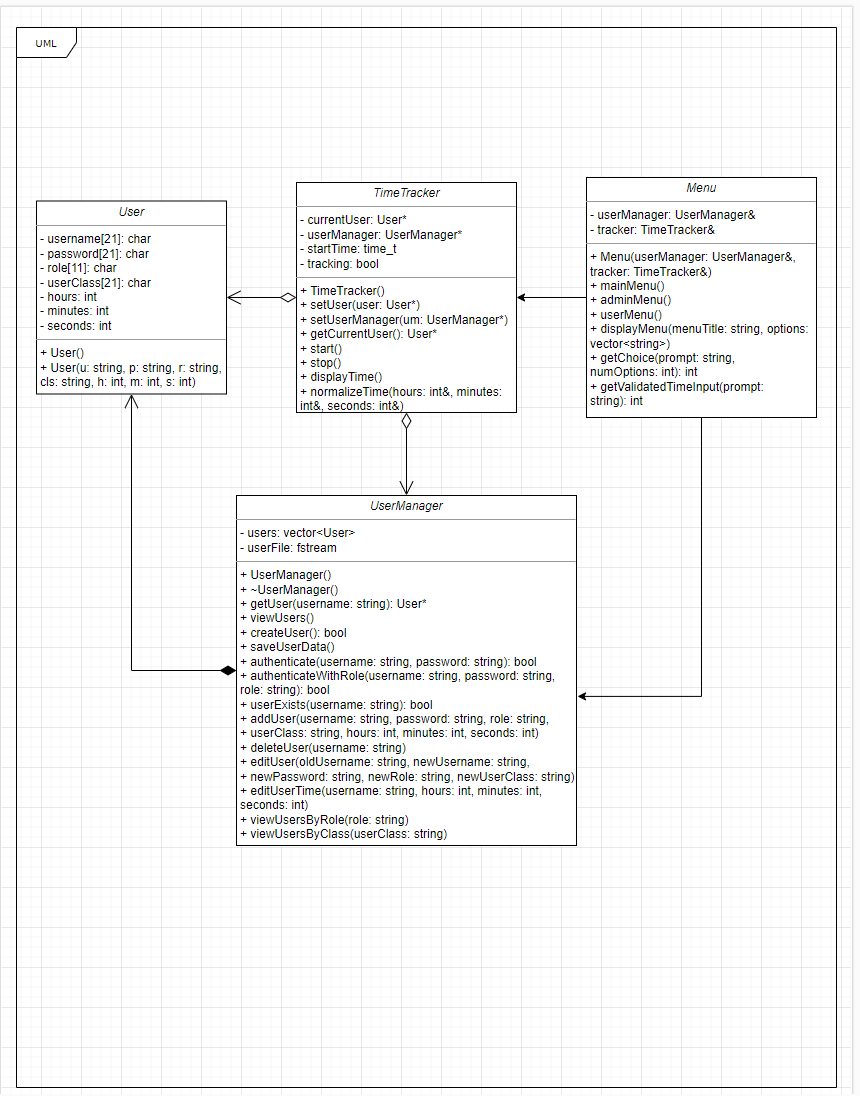 UML
User
- username[21]: char
- password[21]: char
- role[11]: char
- userClass[21]: char
- hours: int
- minutes: int
- seconds: int
+ User()
+ User(u: string, p: string, r: string,
cls: string, h: int, m: int, s: int)
TimeTracker
- currentUser: User*
- userManager: UserManager*
- startTime: time_t
- tracking: bool
+ TimeTracker()
+ setUser(user: User*)
+ setUserManager(um: UserManager*)
+ getCurrentUser(): User*
+ start()
+ stop()
+ displayTime()
+ normalizeTime(hours: int&, minutes:
int&, seconds: int&)
Menu
- userManager: UserManager&
- tracker: TimeTracker&
+ Menu(userManager: UserManager&,
tracker: TimeTracker&)
+ mainMenu()
+ adminMenu()
+ userMenu()
+ displayMenu(menuTitle: string, options:
vector<string>)
+ getChoice(prompt: string,
numOptions: int): int
+ getValidatedTimeInput(prompt:
string): int
UserManager
- users: vector<User>
- userFile: fstream
+ UserManager()
+ ~UserManager()
+ getUser(username: string): User*
+ viewUsers()
+ createUser(): bool
+ saveUserData()
+ authenticate(username: string, password: string): bool
+ authenticateWithRole(username: string, password: string,
role: string): bool
+ userExists(username: string): bool
+ addUser(username: string, password: string, role: string,
+ userClass: string, hours: int, minutes: int, seconds: int)
+ deleteUser(username: string)
+ editUser(oldUsername: string, newUsername: string,
+ newPassword: string, newRole: string, newUserClass: string)
+ editUserTime(username: string, hours: int, minutes: int,
seconds: int)
+ viewUsersByRole(role: string)
+ viewUsersByClass(userClass: string)